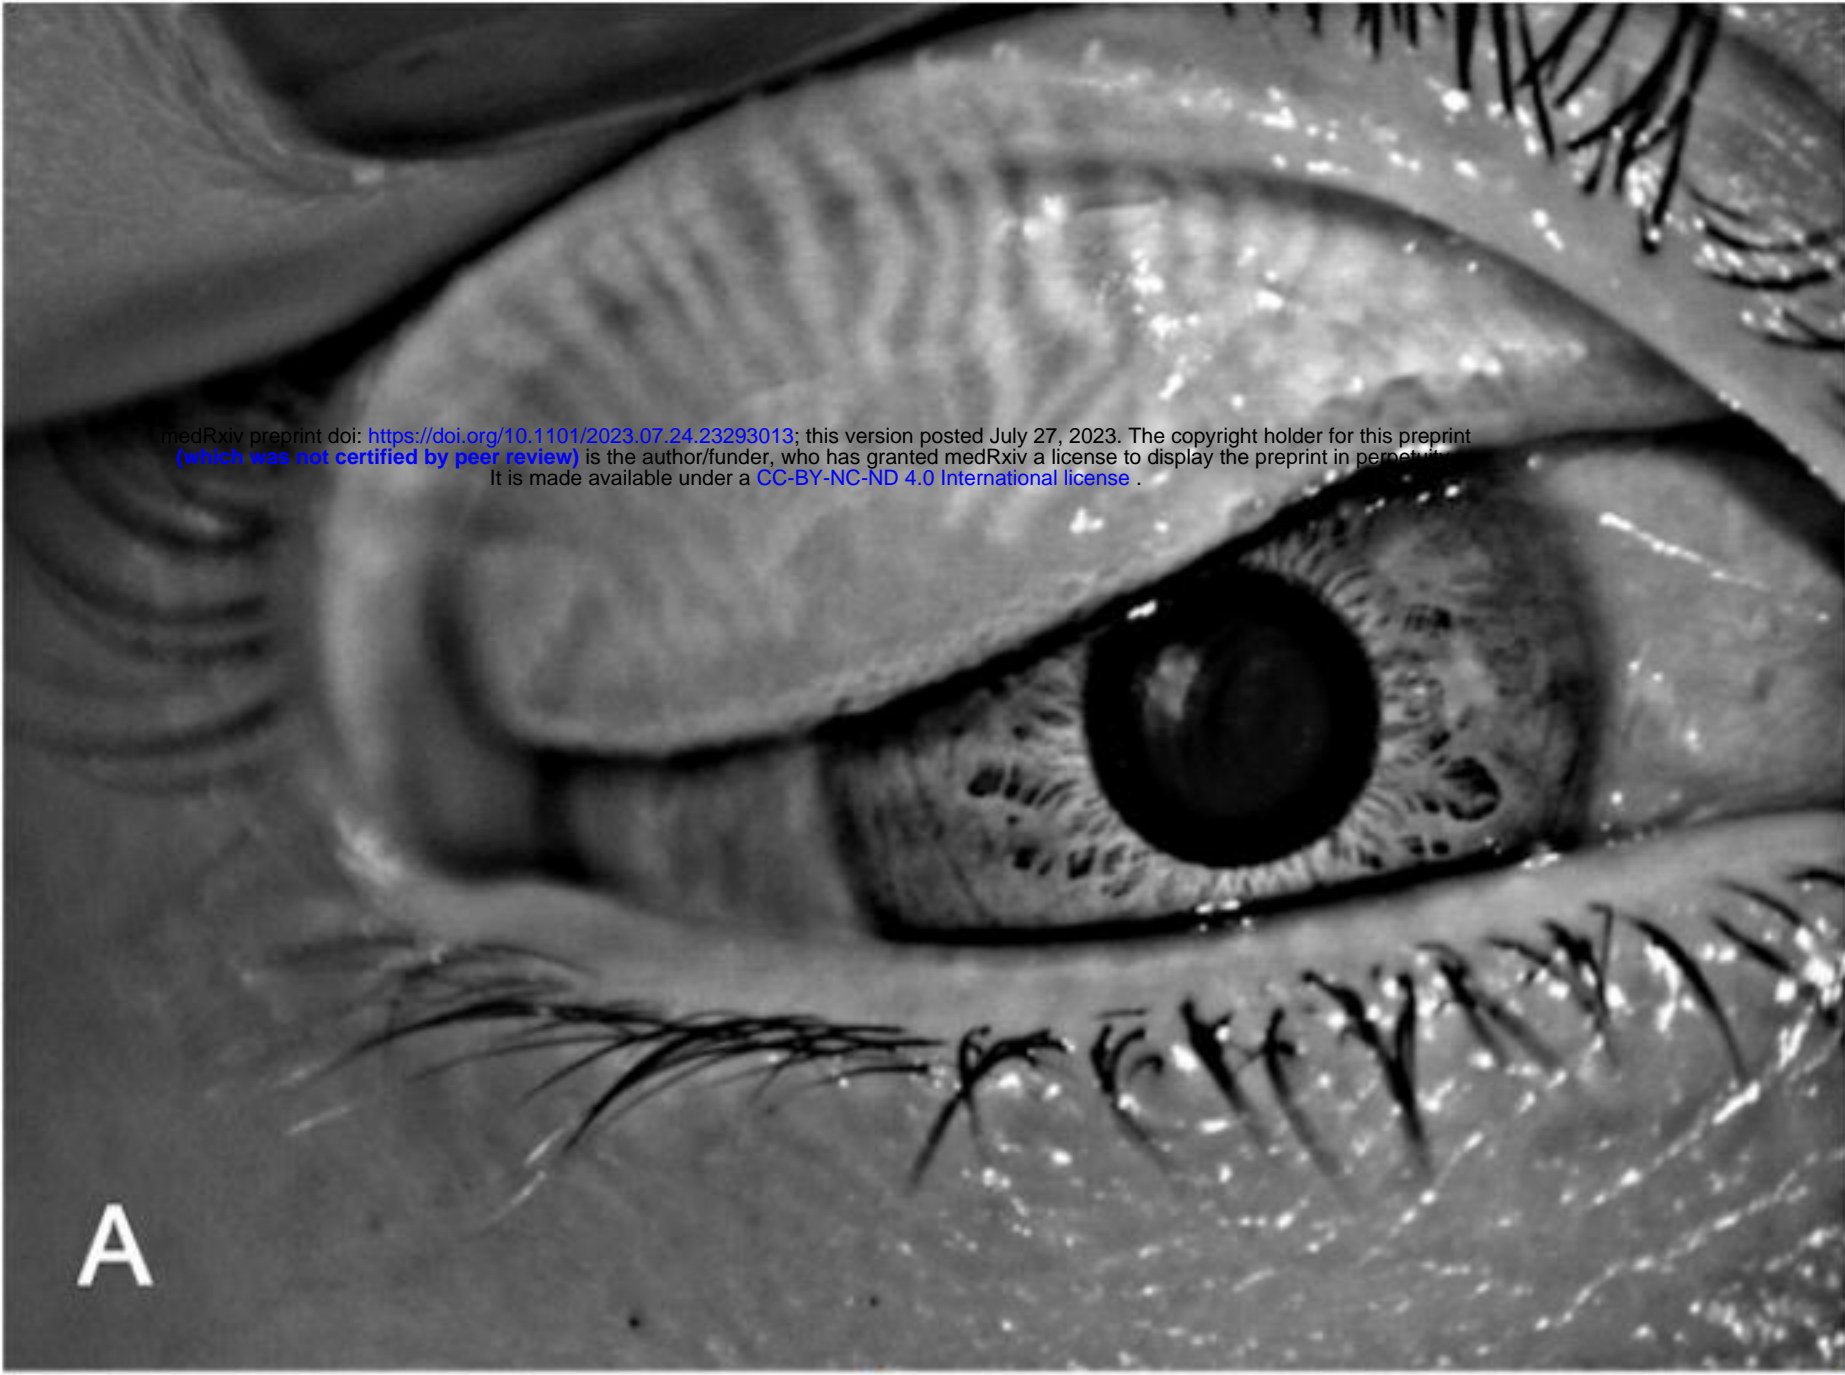 medRxiv preprint doi: https://doi.org/10.1101/2023.07.24.23293013; this version posted July 27, 2023. The copyright holder for this preprint
(which was not certified by peer review) is the author/funder, who has granted medRxiv a license to display the preprint in perpetuity.
It is made available under a CC-BY-NC-ND 4.0 International license .
A